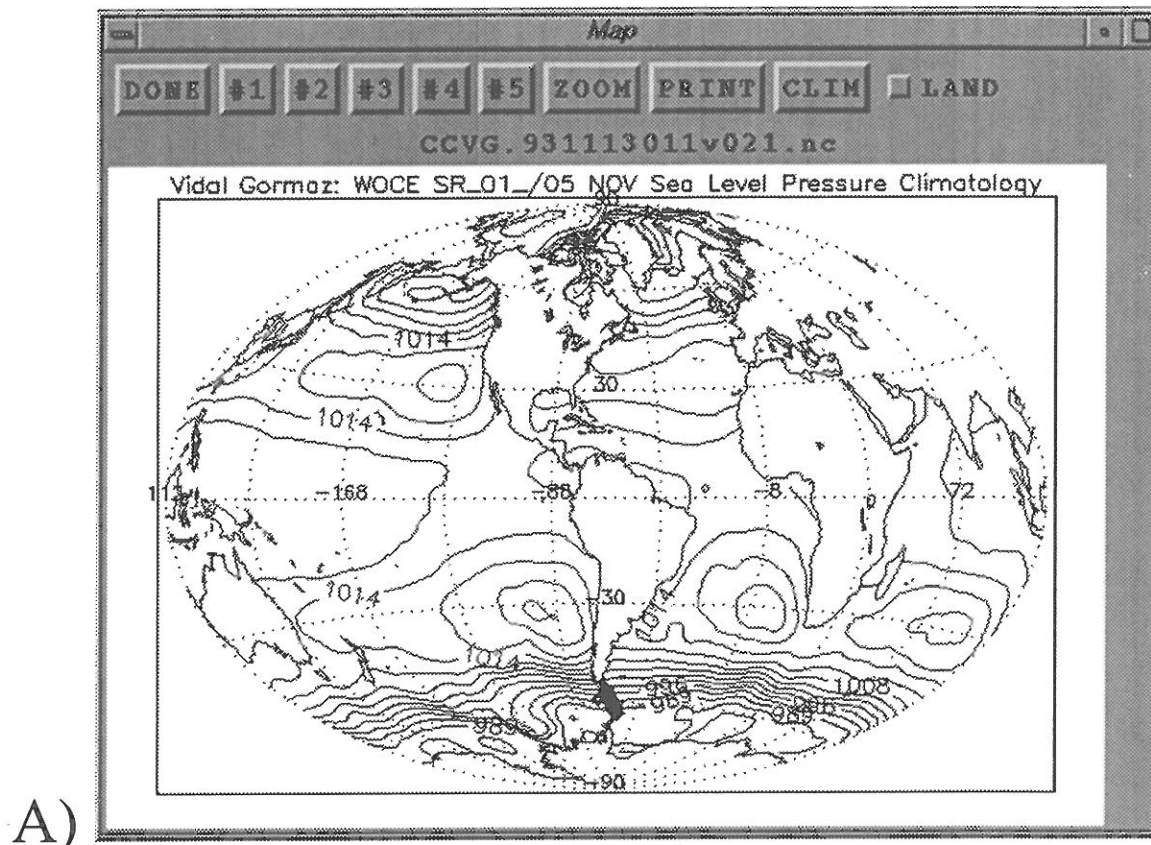 Map
DONE #1 #2 #3 #4 #5 ZOOM PRINT CLIM LAND
CCVG.931113011v021.nc
Vidal Gormaz: WOCE SR_01_/05 NOV Sea Level Pressure Climatology
1014
30
1014
-168 -88 -8 72
-30
1014
1014
1014
1008
989
-90
A)